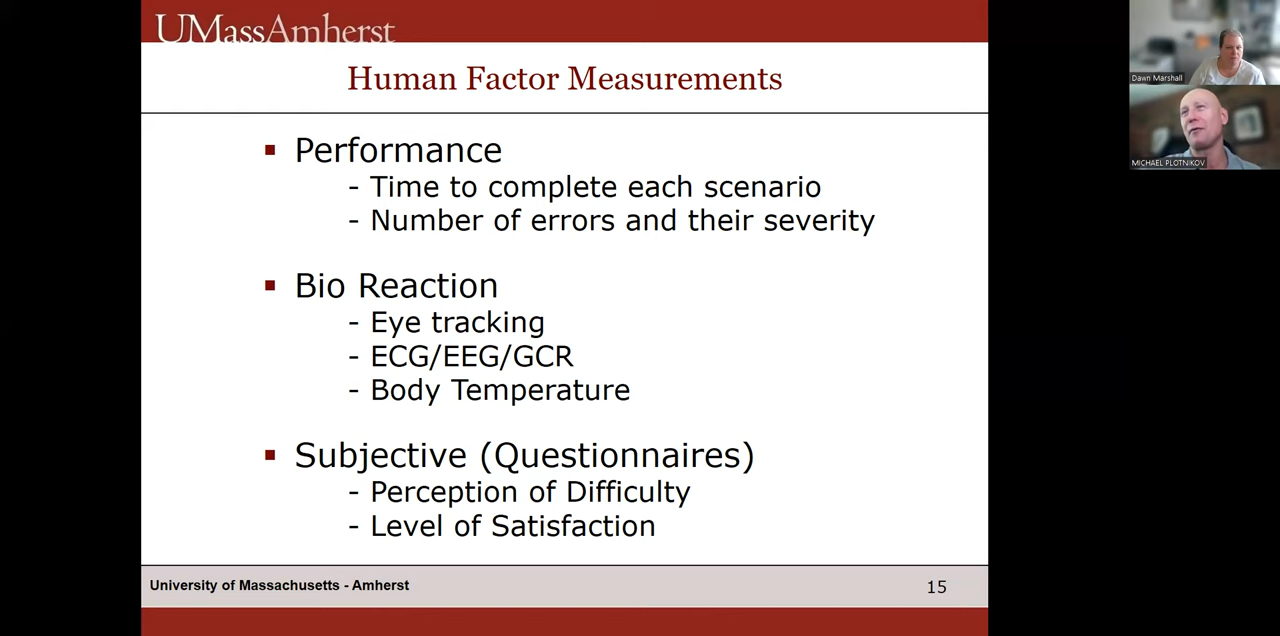 UMassAmherst
Human Factor Measurements
▪ Performance
- Time to complete each scenario
- Number of errors and their severity
▪ Bio Reaction
- Eye tracking
- ECG/EEG/GCR
- Body Temperature
▪ Subjective (Questionnaires)
- Perception of Difficulty
- Level of Satisfaction
University of Massachusetts - Amherst
15
Dawn Marshall
MICHAEL PLOTNIKOV